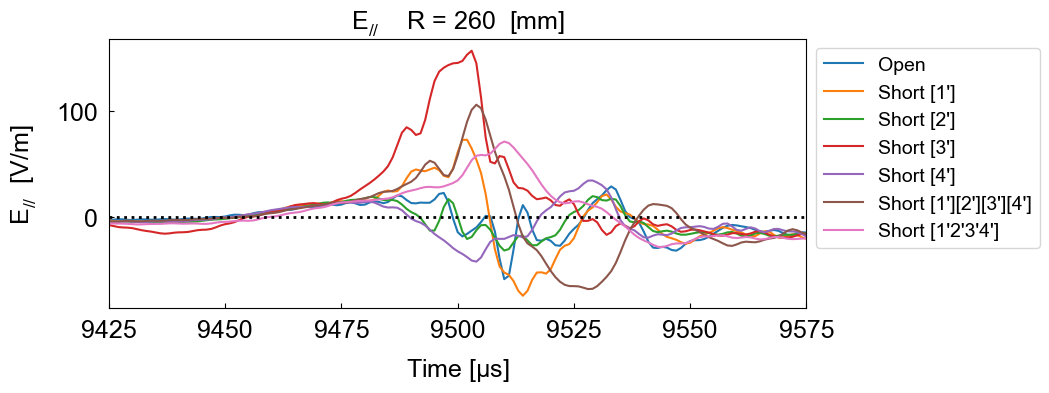 E// R = 260 [mm]
E// [V/m]
100
0
9425 9450 9475 9500 9525 9550 9575
Time [µs]
Open
Short [1']
Short [2']
Short [3']
Short [4']
Short [1'][2'][3'][4']
Short [1'2'3'4']